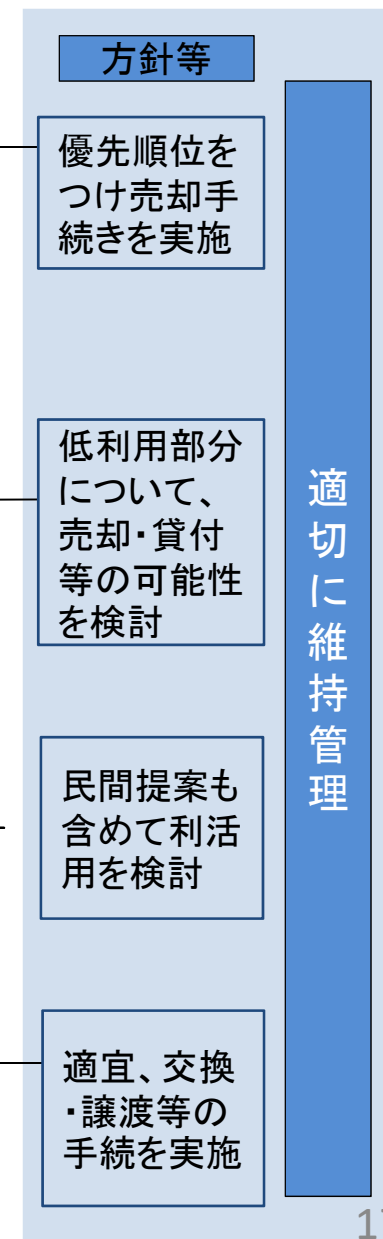 方針等
優先順位を
つけ売却手
続きを実施
低利用部分
について、
売却・貸付
等の可能性
を検討
民間提案も
含めて利活
用を検討
適宜、交換
・譲渡等の
手続を実施
適切に維持管理
17